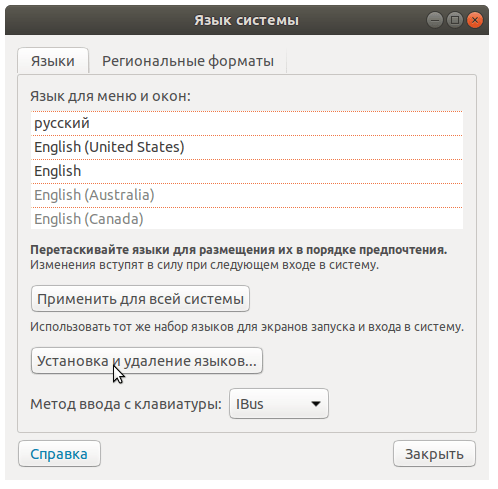 Язык системы
Языки
Региональные форматы
Язык для меню и окон:
русский
English (United States)
English
English (Australia)
English (Canada)
Перетаскивайте языки для размещения их в порядке предпочтения.
Изменения вступят в силу при следующем входе в систему.
Применить для всей системы
Использовать тот же набор языков для экранов запуска и входа в систему.
Установка и удаление языков...
Метод ввода с клавиатуры:
IBus
Справка
Закрыть